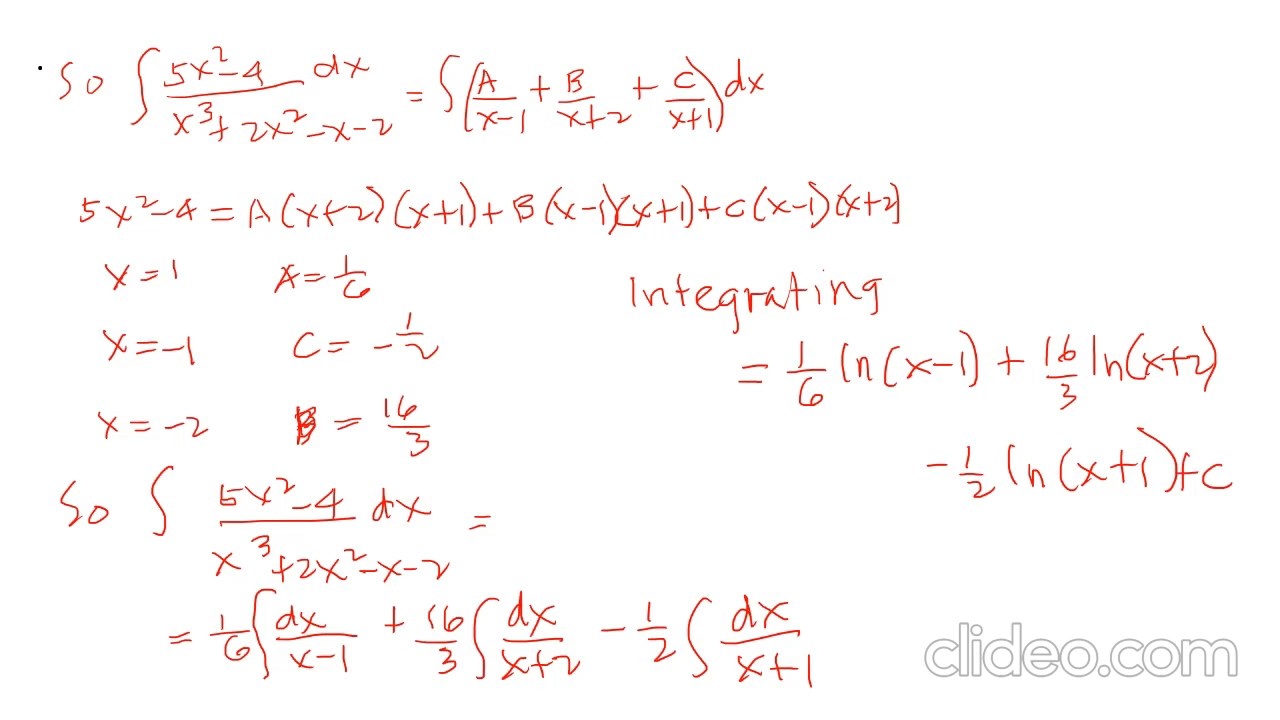 So ∫ (5x²-4)/(x³+2x²-x-2) dx = ∫ (A/(x-1) + B/(x+2) + C/(x+1)) dx
5x²-4 = A(x+2)(x+1) + B(x-1)(x+1) + C(x-1)(x+2)
x=1 A = 1/6
x=-1 C = -1/2
x=-2 B = 16/3
So ∫ (5x²-4)/(x³+2x²-x-2) dx =
= 1/6 ∫ dx/(x-1) + 16/3 ∫ dx/(x+2) - 1/2 ∫ dx/(x+1)
Integrating
= 1/6 ln(x-1) + 16/3 ln(x+2)
- 1/2 ln(x+1) + C
clideo.com